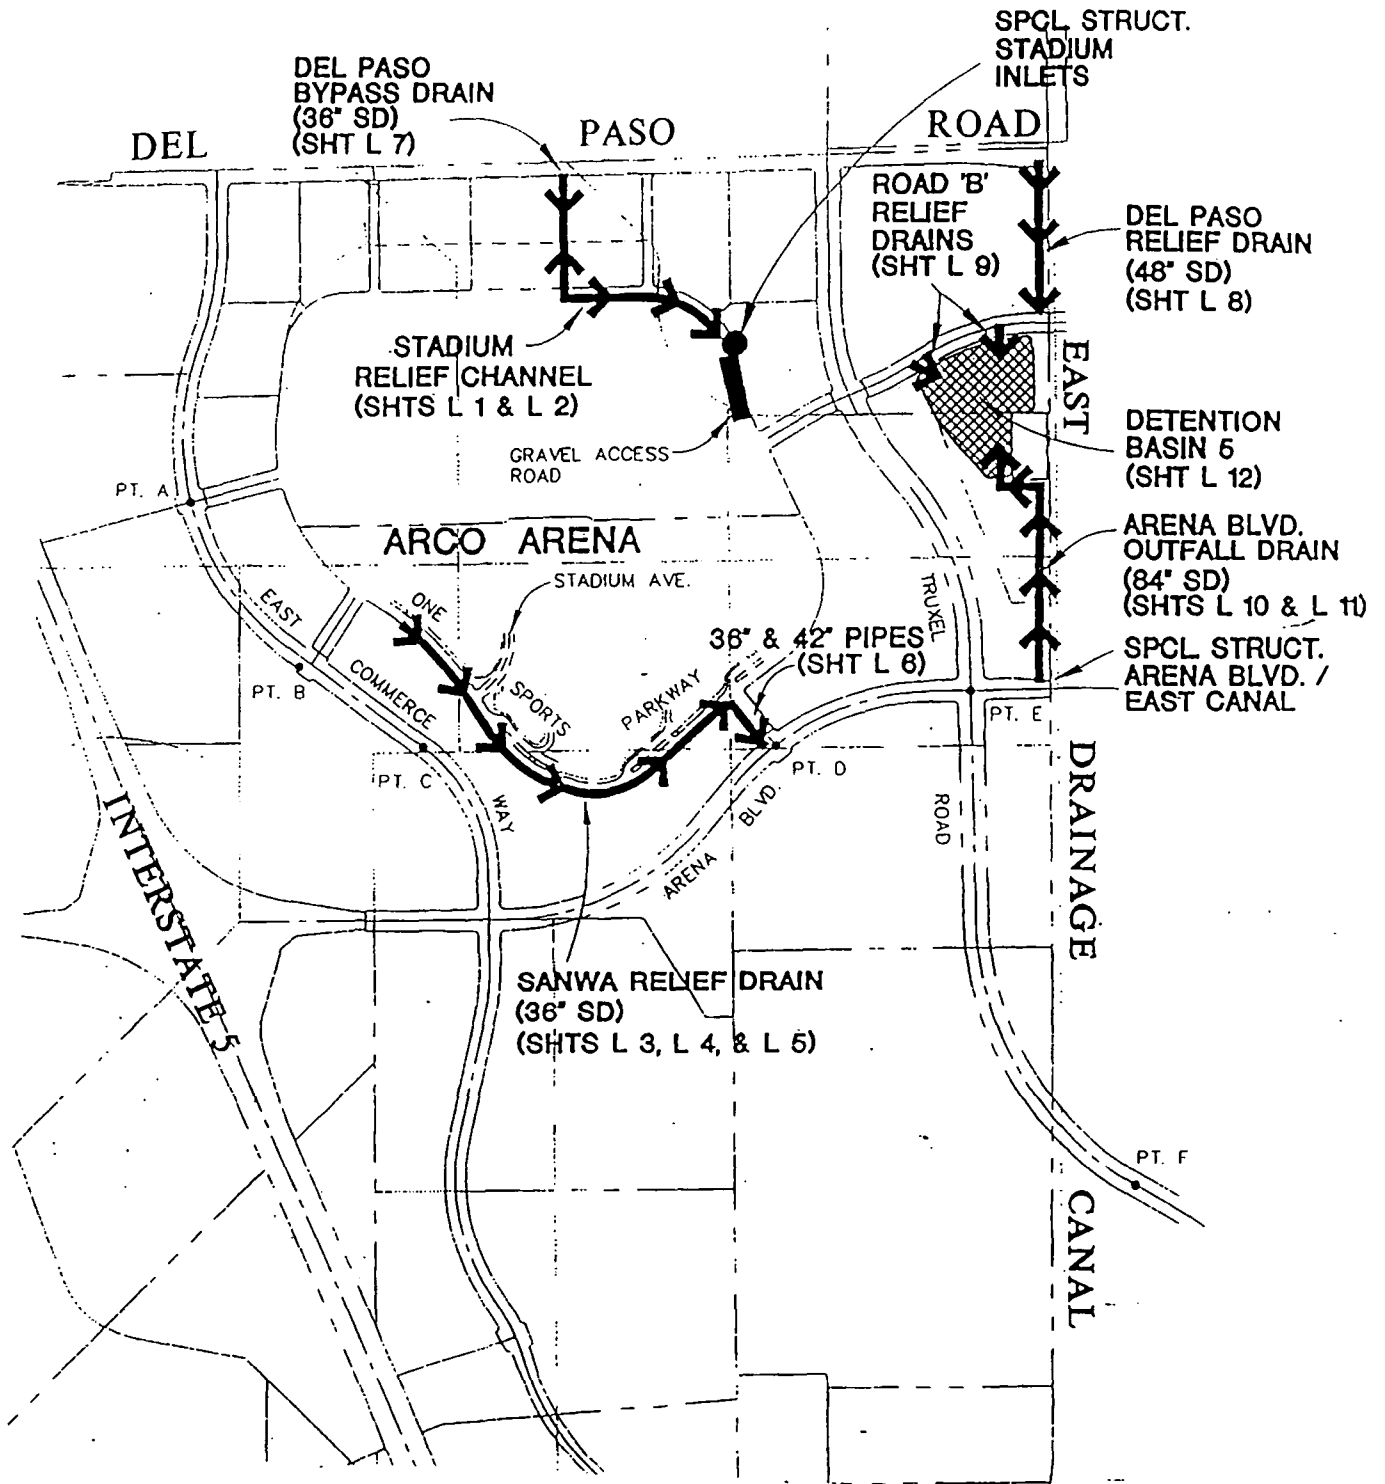 SPCL. STRUCT.
STADIUM
INLETS
DEL PASO
BYPASS DRAIN
(36" SD)
(SHT L 7)
DEL PASO ROAD
ROAD 'B'
RELIEF
DRAINS
(SHT L 9)
DEL PASO
RELIEF DRAIN
(48" SD)
(SHT L 8)
STADIUM
RELIEF CHANNEL
(SHTS L 1 & L 2)
GRAVEL ACCESS
ROAD
EAST
DETENTION
BASIN 5
(SHT L 12)
PT. A
ARCO ARENA
STADIUM AVE.
ARENA BLVD.
OUTFALL DRAIN
(84" SD)
(SHTS L 10 & L 11)
TRUXEL
EAST
ONE
36" & 42" PIPES
(SHT L 6)
SPCL. STRUCT.
ARENA BLVD. /
EAST CANAL
PT. B
COMMERCE
SPORTS
PARKWAY
PT. E
PT. C
PT. D
WAY
BLVD.
ROAD
ARENA
DRAINAGE
INTERSTATE 5
SANWA RELIEF DRAIN
(36" SD)
(SHTS L 3, L 4, & L 5)
PT. F
CANAL